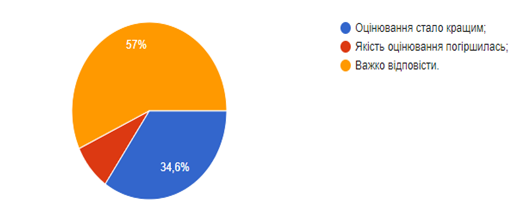 57%
34,6%
Оцінювання стало кращим;
Якість оцінювання погіршилась;
Важко відповісти.